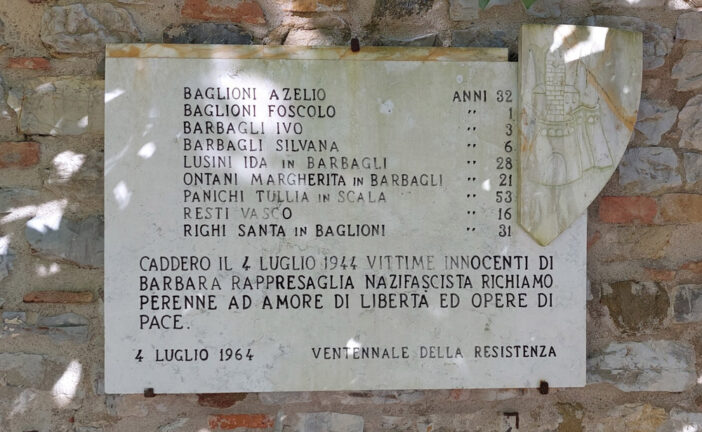 BAGLIONI AZELIO ANNI 32
BAGLIONI FOSCOLO " 1
BARBAGLI IVO " 3
BARBAGLI SILVANA " 6
LUSINI IDA IN BARBAGLI " 28
ONTANI MARGHERITA IN BARBAGLI " 21
PANICHI TULLIA IN SCALA " 53
RESTI VASCO " 16
RIGHI SANTA IN BAGLIONI " 31
CADDERO IL 4 LUGLIO 1944 VITTIME INNOCENTI DI
BARBARA RAPPRESAGLIA NAZIFASCISTA RICHIAMO
PERENNE AD AMORE DI LIBERTÀ ED OPERE DI
PACE.
4 LUGLIO 1964 VENTENNALE DELLA RESISTENZA